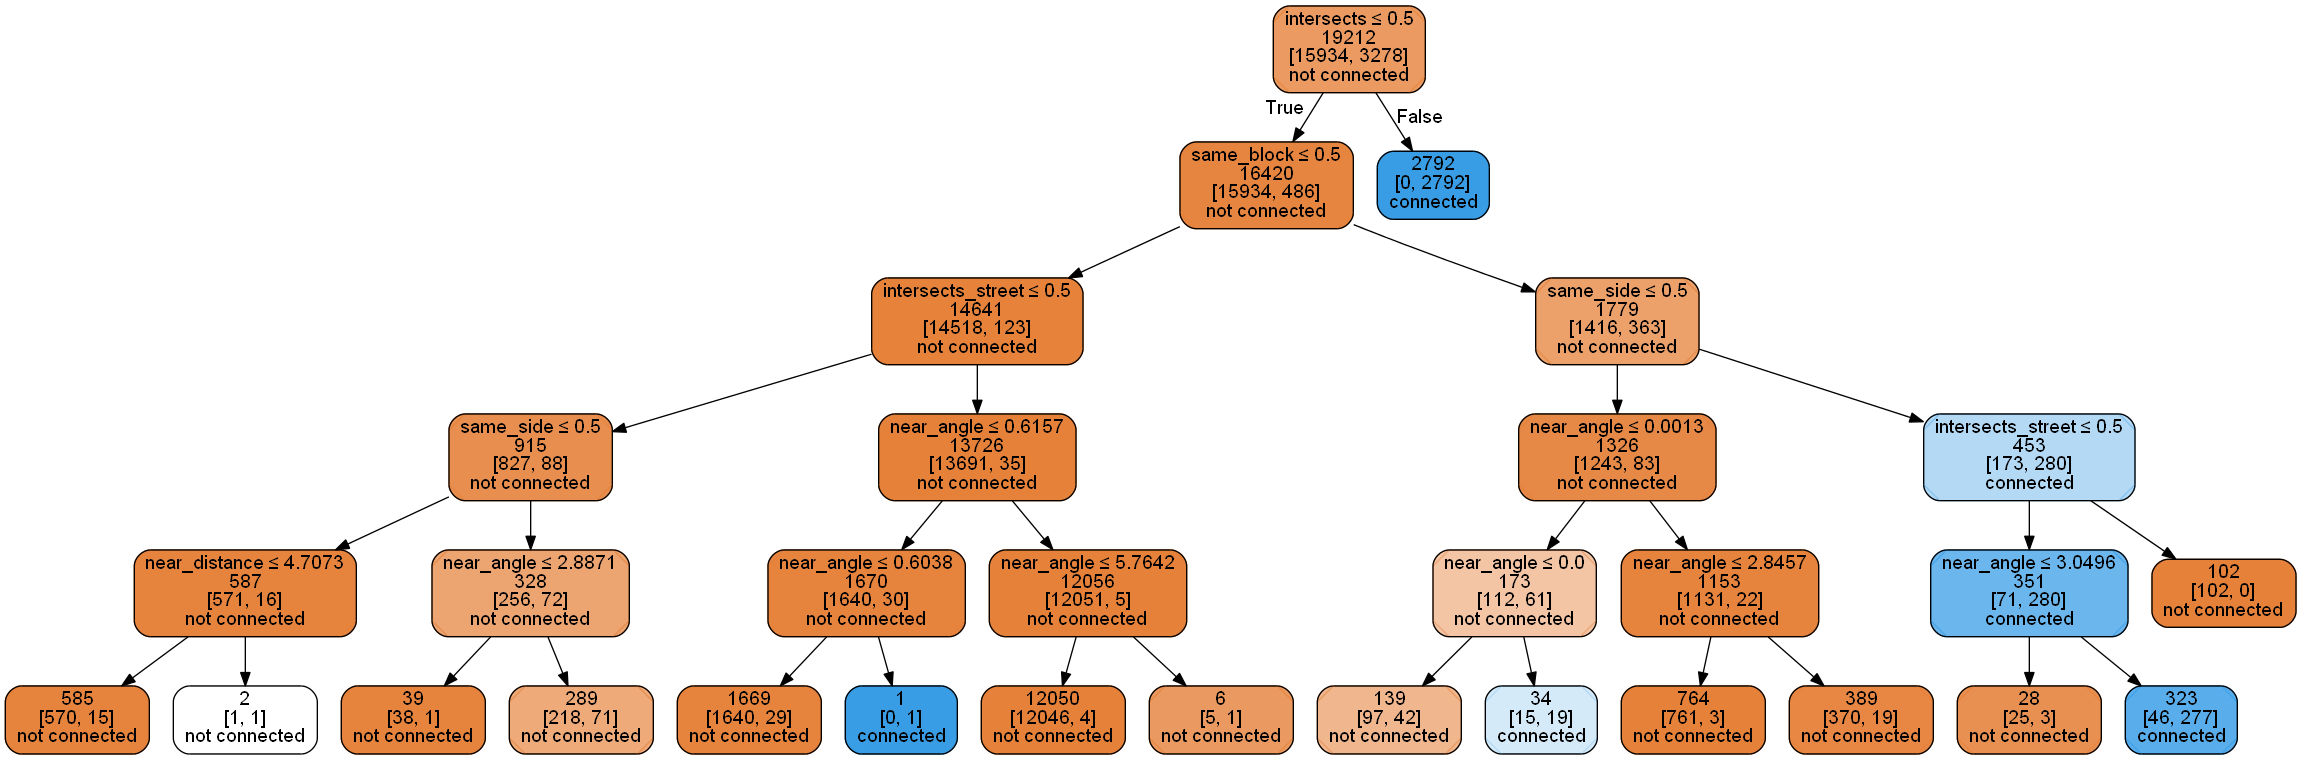 intersects ≤ 0.5
19212
[15934, 3278]
not connected
True
False
same_block ≤ 0.5
16420
[15934, 486]
not connected
2792
[0, 2792]
connected
intersects_street ≤ 0.5
14641
[14518, 123]
not connected
same_side ≤ 0.5
1779
[1416, 363]
not connected
same_side ≤ 0.5
915
[827, 88]
not connected
near_angle ≤ 0.6157
13726
[13691, 35]
not connected
near_angle ≤ 0.0013
1326
[1243, 83]
not connected
intersects_street ≤ 0.5
453
[173, 280]
connected
near_distance ≤ 4.7073
587
[571, 16]
not connected
near_angle ≤ 2.8871
328
[256, 72]
not connected
near_angle ≤ 0.6038
1670
[1640, 30]
not connected
near_angle ≤ 5.7642
12056
[12051, 5]
not connected
near_angle ≤ 0.0
173
[112, 61]
not connected
near_angle ≤ 2.8457
1153
[1131, 22]
not connected
near_angle ≤ 3.0496
351
[71, 280]
connected
102
[102, 0]
not connected
585
[570, 15]
not connected
2
[1, 1]
not connected
39
[38, 1]
not connected
289
[218, 71]
not connected
1669
[1640, 29]
not connected
1
[0, 1]
connected
12050
[12046, 4]
not connected
6
[5, 1]
not connected
139
[97, 42]
not connected
34
[15, 19]
connected
764
[761, 3]
not connected
389
[370, 19]
not connected
28
[25, 3]
not connected
323
[46, 277]
connected